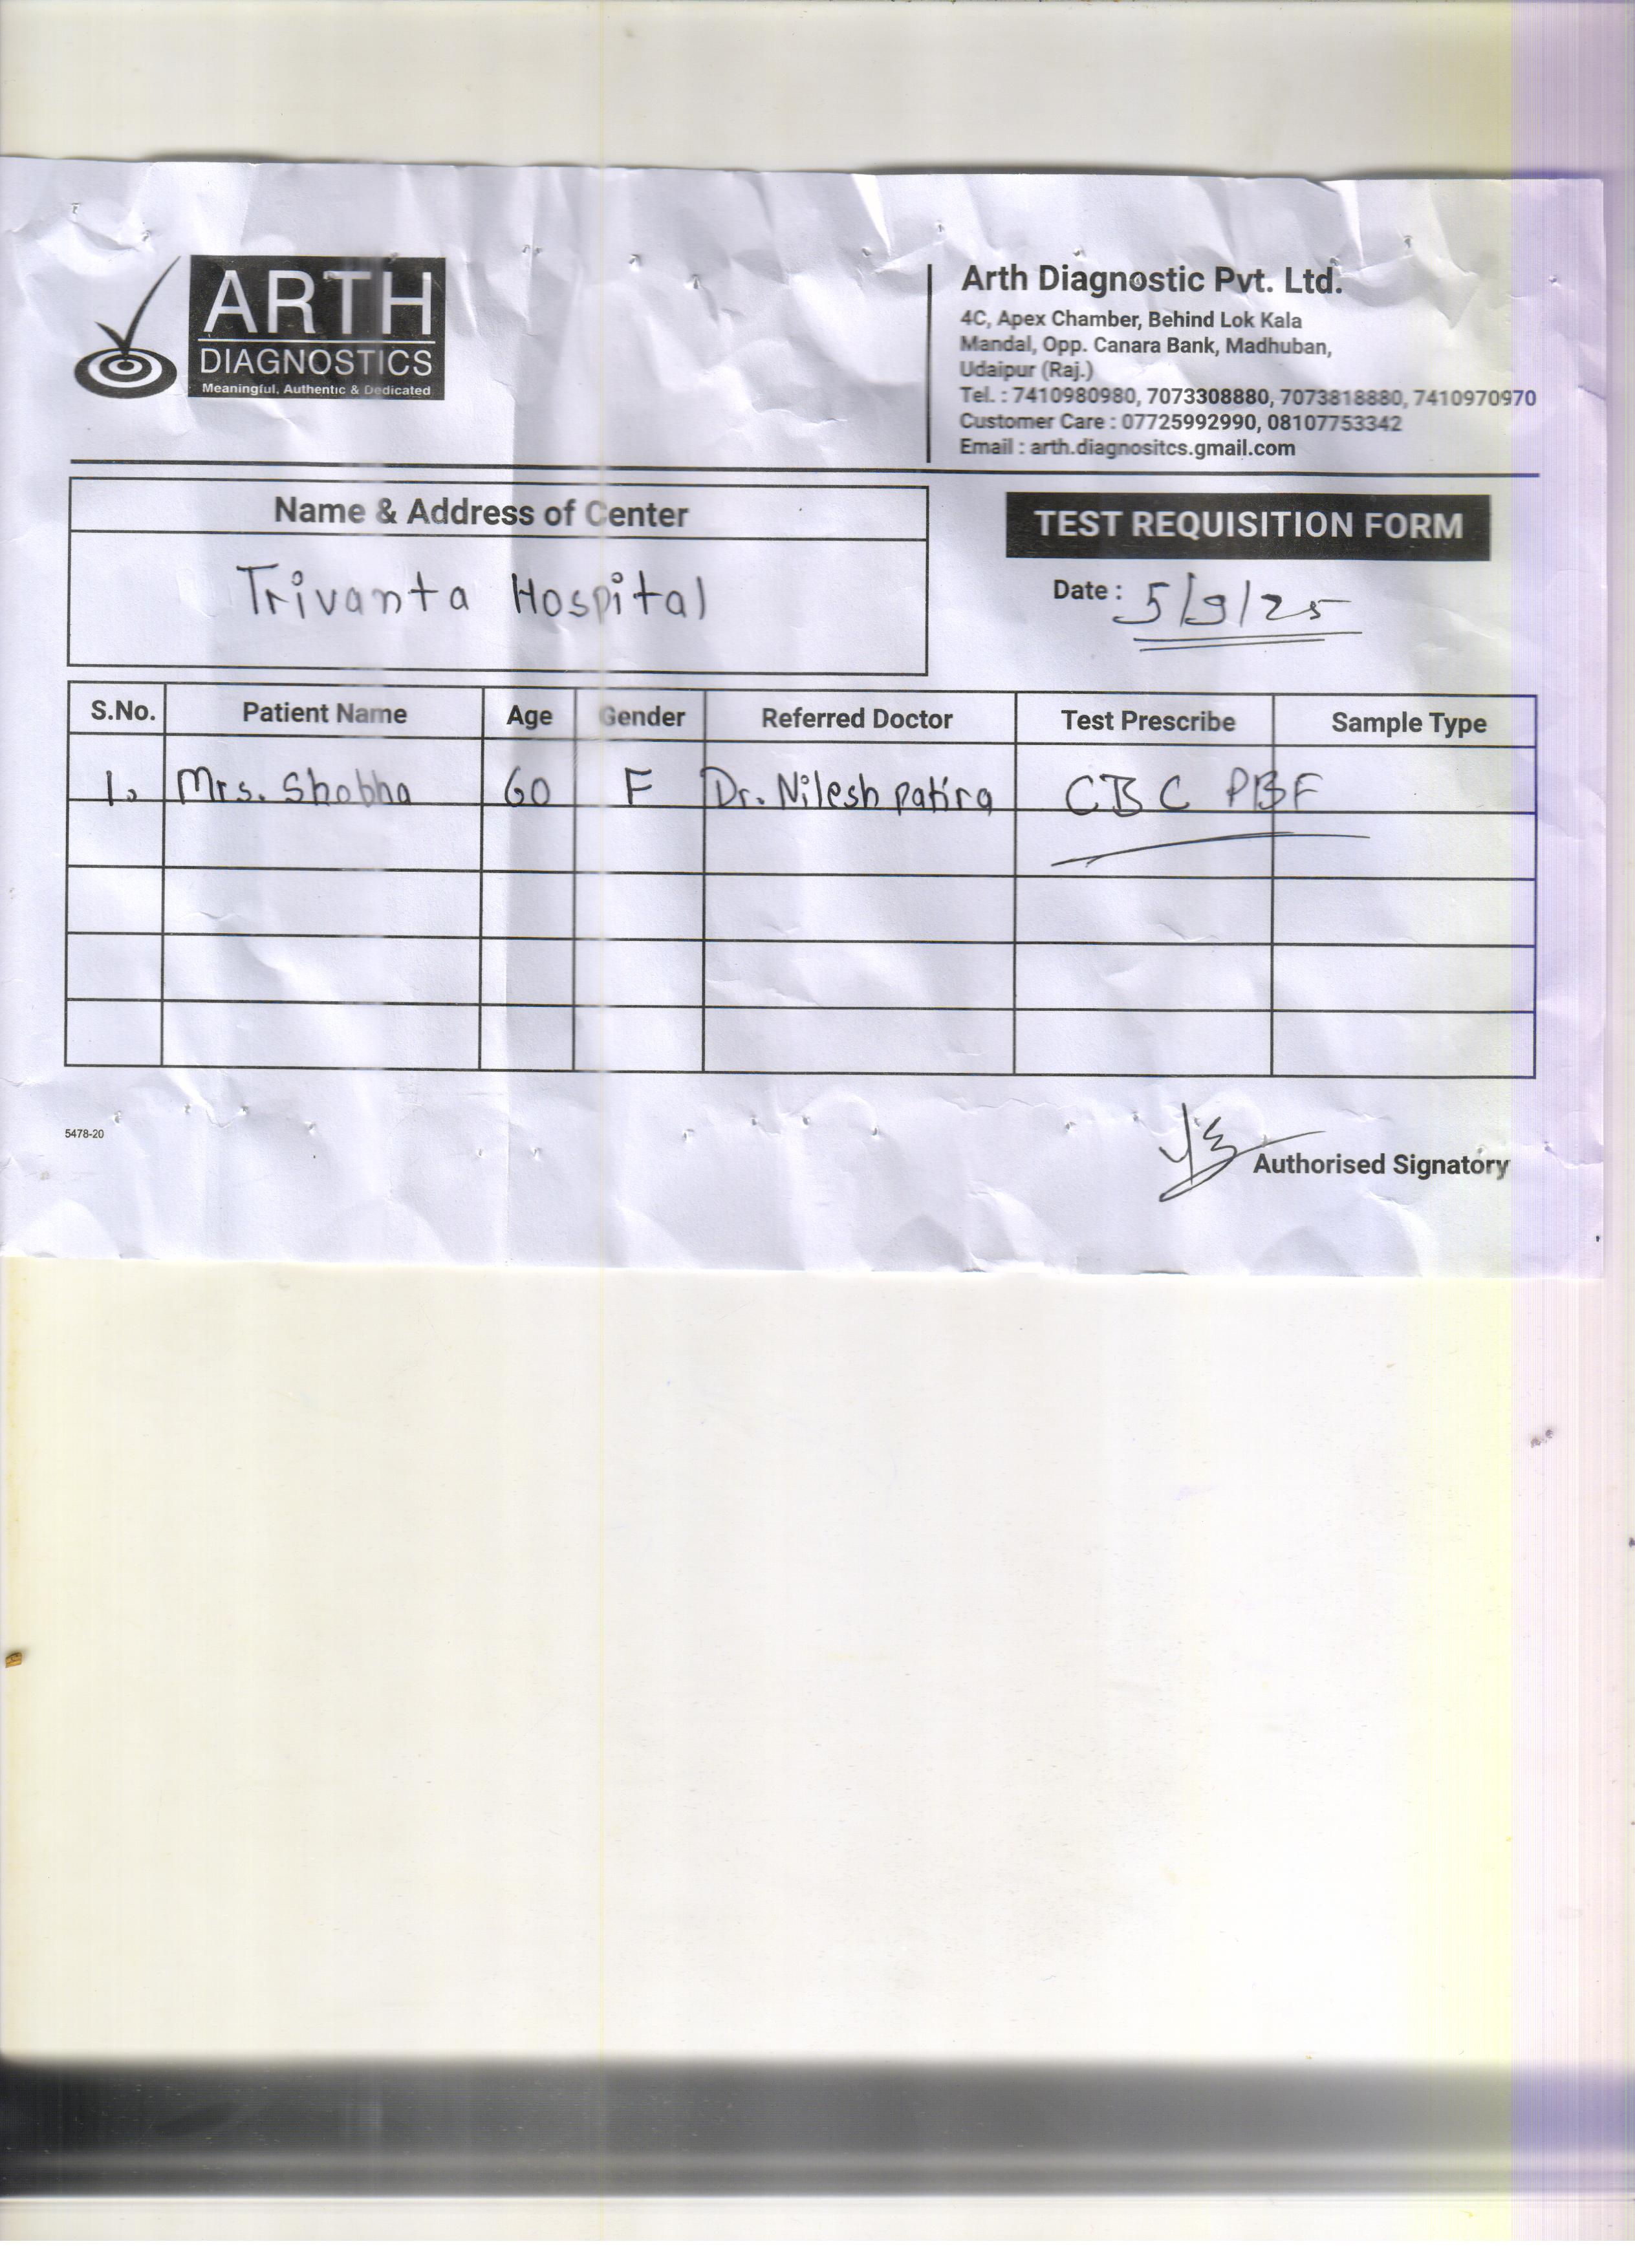 ARTH
DIAGNOSTICS
Meaningful, Authentic & Dedicated
Arth Diagnostic Pvt. Ltd.
4C, Apex Chamber, Behind Lok Kala
Mandal, Opp. Canara Bank, Madhuban,
Udaipur (Raj.)
Tel. : 7410980980, 7073308880, 7073818880, 7410970970
Customer Care : 07725992990, 08107753342
Email : arth.diagnositcs.gmail.com
Name & Address of Center
Trivanta Hospital
TEST REQUISITION FORM
Date : 5/9/25
S.No. Patient Name Age Gender Referred Doctor Test Prescribe Sample Type
1. Mrs. Shobha 60 F Dr. Nilesh patira CBC PBF
5478-20
Authorised Signatory